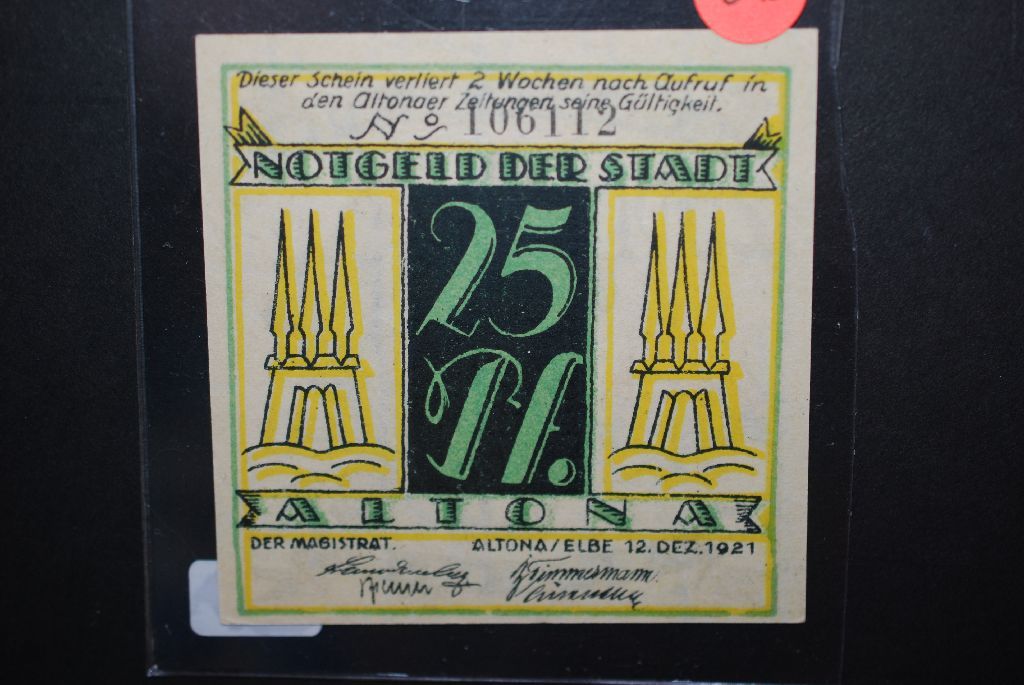 Dieser Schein verliert 2 Wochen nach Aufruf in
den Altonaer Zeitungen seine Gültigkeit.
No 106112
NOTGELD DER STADT
25
Pf.
ALTONA
DER MAGISTRAT.
ALTONA/ELBE 12. DEZ. 1921